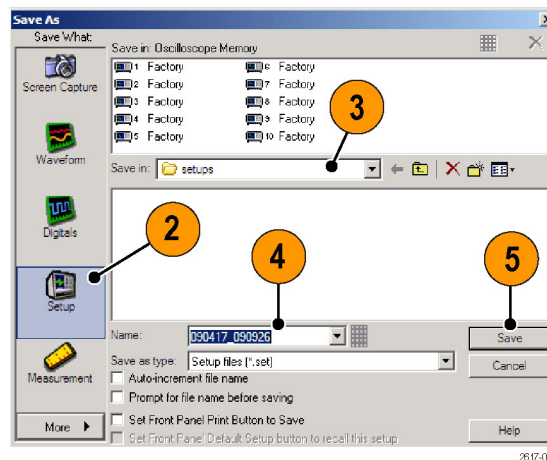 Save As
Save What:
Save in: Oscilloscope Memory
Screen Capture
1 Factory
6 Factory
2 Factory
7 Factory
3 Factory
8 Factory
4 Factory
9 Factory
5 Factory
10 Factory
3
Waveform
Save in: setups
Digitals
2
4
5
Setup
Name: 090417_090926
Save
Save as type: Setup files (*.set)
Cancel
Measurement
Auto-increment file name
Prompt for file name before saving
More
Set Front Panel Print Button to Save
Set Front Panel Default Setup button to recall this setup
Help